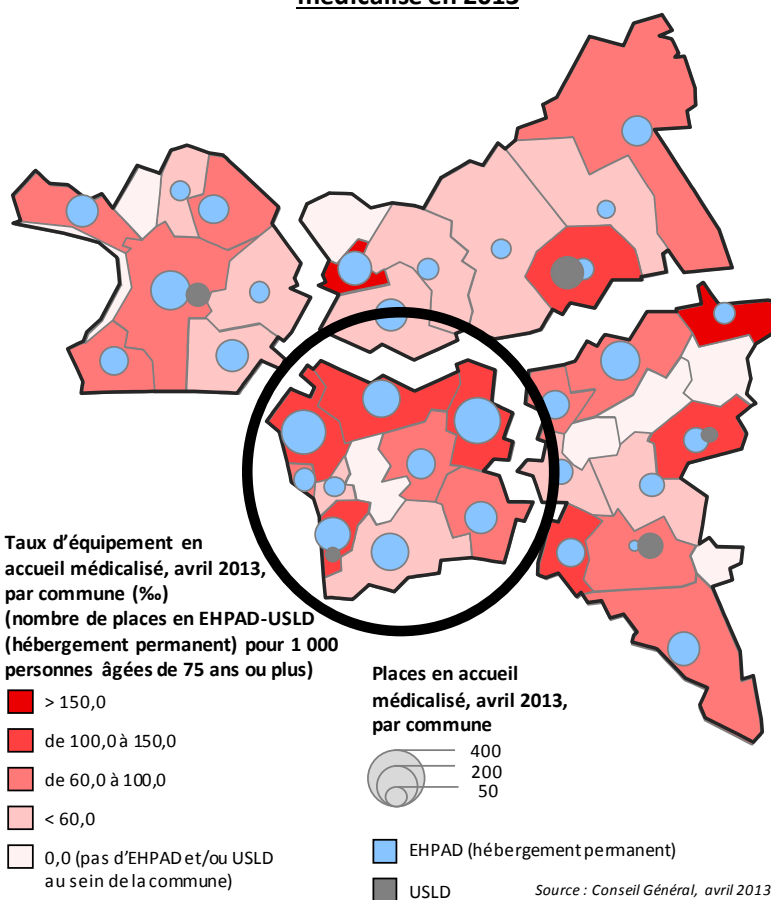 médicalisé en 2013
Taux d'équipement en
accueil médicalisé, avril 2013,
par commune (‰)
(nombre de places en EHPAD-USLD
(hébergement permanent) pour 1 000
personnes âgées de 75 ans ou plus)
> 150,0
de 100,0 à 150,0
de 60,0 à 100,0
< 60,0
0,0 (pas d'EHPAD et/ou USLD
au sein de la commune)
Places en accueil
médicalisé, avril 2013,
par commune
400
200
50
EHPAD (hébergement permanent)
USLD
Source : Conseil Général, avril 2013